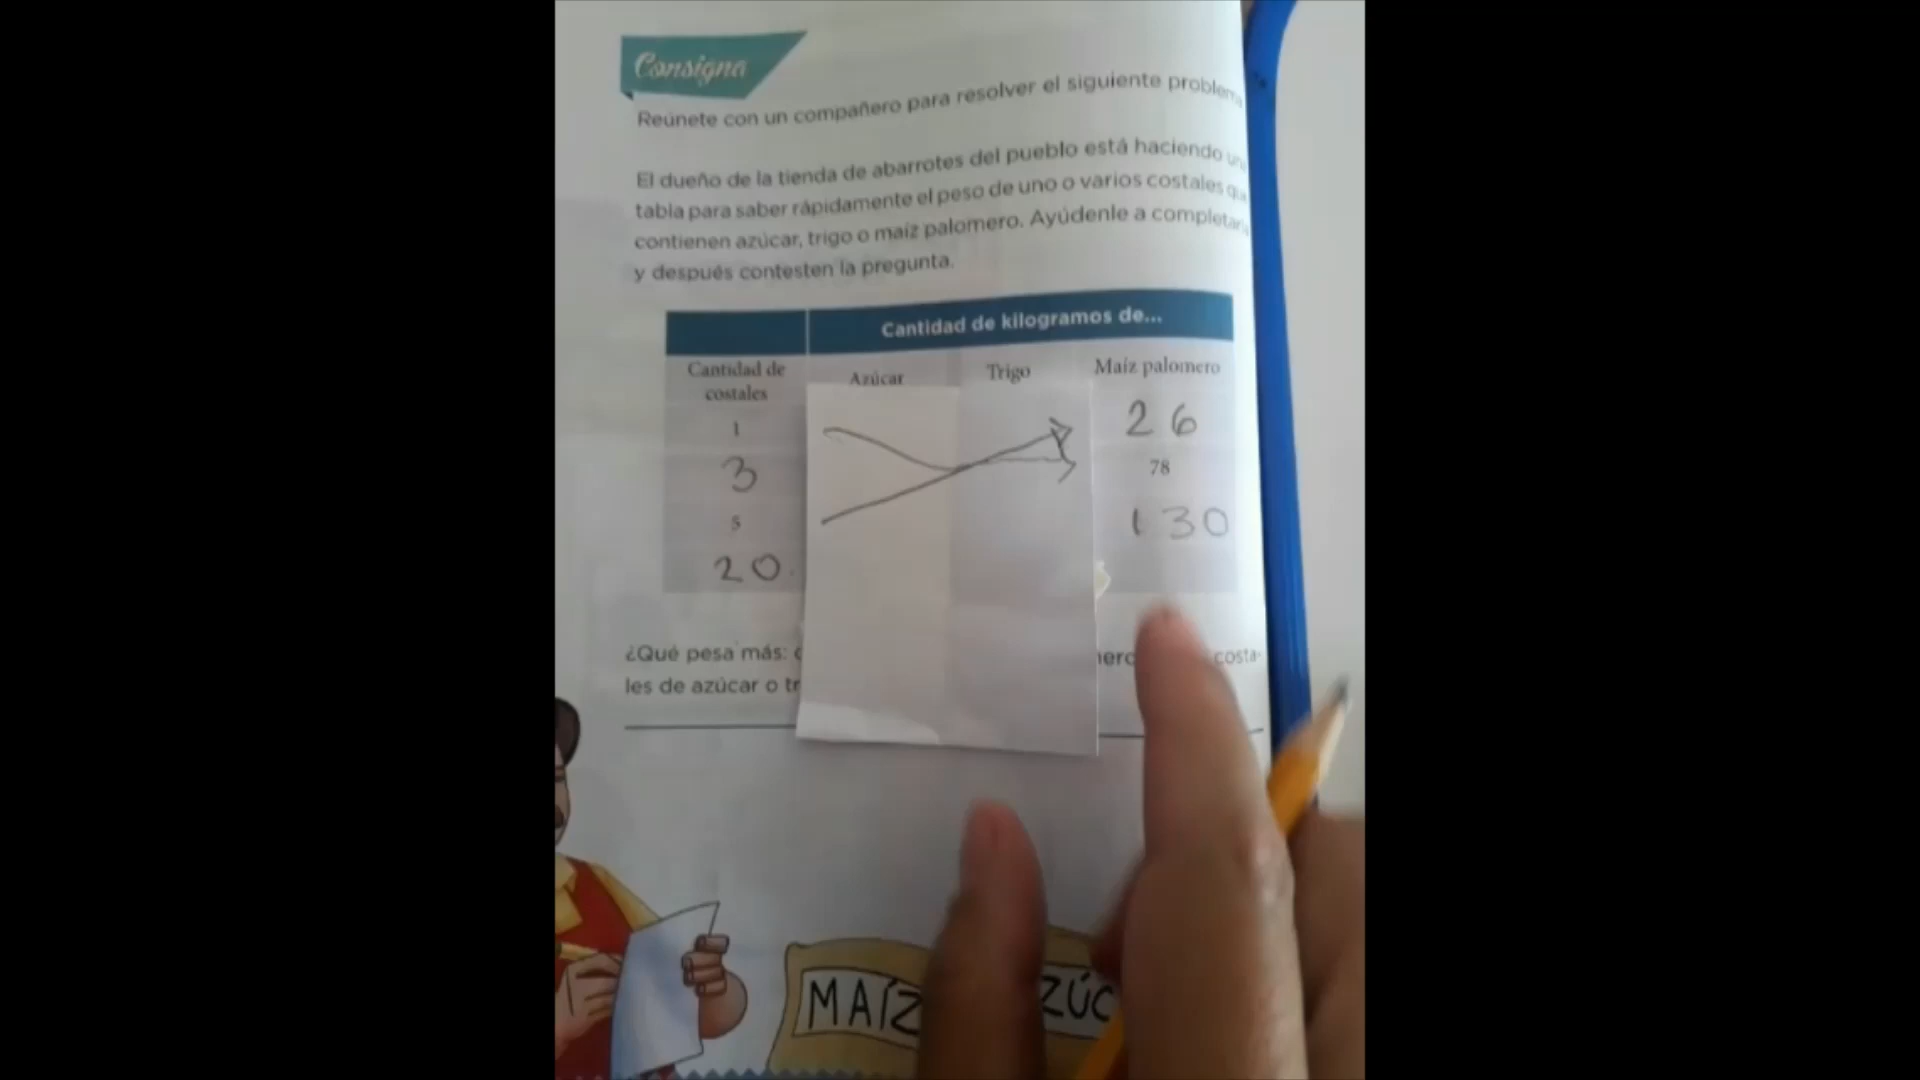 Consigna
Reúnete con un compañero para resolver el siguiente problema
El dueño de la tienda de abarrotes del pueblo está haciendo
tabla para saber rápidamente el peso de uno o varios costales
contienen azúcar, trigo o maíz palomero. Ayúdenle a
y después contesten la pregunta.
Cantidad de kilogramos de...
Cantidad de costales Azúcar Trigo Maíz palomero
1 26
3 78
5 130
20
¿Qué pesa más: costa-
les de azúcar o
MAÍZ